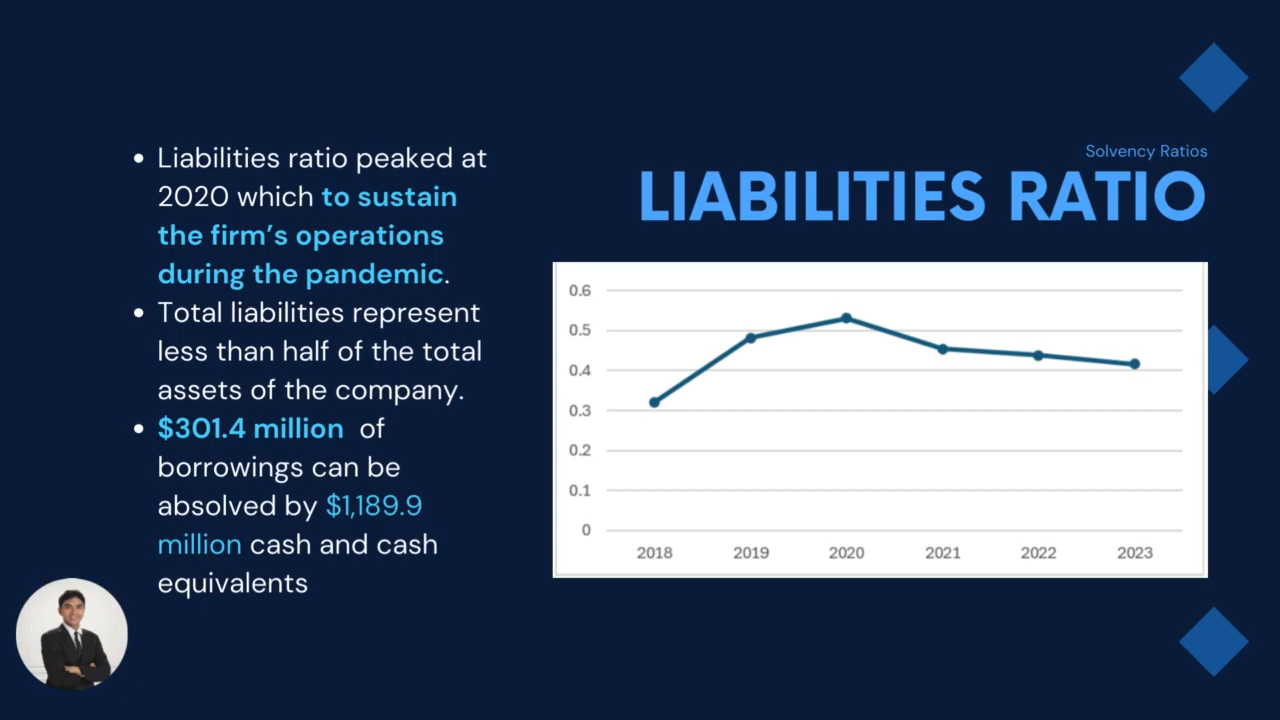 Liabilities ratio peaked at
2020 which to sustain
the firm's operations
during the pandemic.
Total liabilities represent
less than half of the total
assets of the company.
$301.4 million of
borrowings can be
absolved by $1,189.9
million cash and cash
equivalents
Solvency Ratios
LIABILITIES RATIO
0.6
0.5
0.4
0.3
0.2
0.1
0
2018 2019 2020 2021 2022 2023